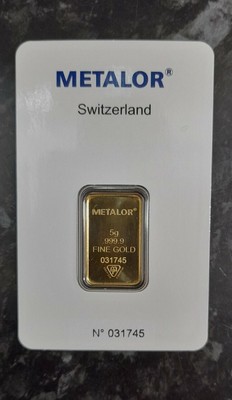 METALOR®
Switzerland
METALOR®
5g
999.9
FINE GOLD
031745
N° 031745